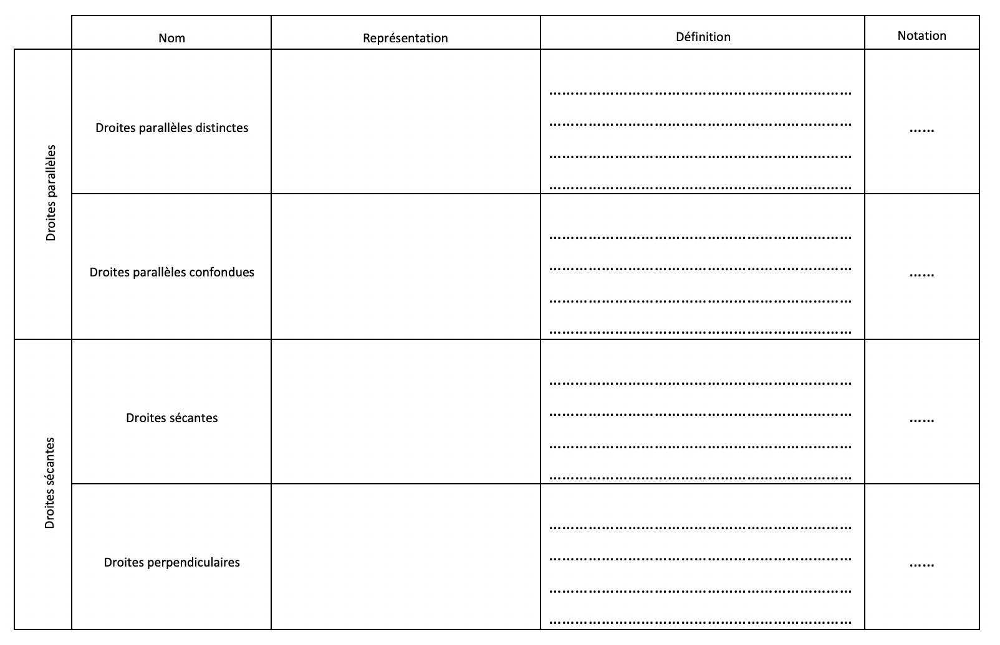 Nom
Représentation
Définition
Notation
Droites parallèles
Droites parallèles distinctes
……………………………………………………………
……………………………………………………………
……………………………………………………………
……………………………………………………………
……
Droites parallèles confondues
……………………………………………………………
……………………………………………………………
……………………………………………………………
……………………………………………………………
……
Droites sécantes
Droites sécantes
……………………………………………………………
……………………………………………………………
……………………………………………………………
……………………………………………………………
……
Droites perpendiculaires
……………………………………………………………
……………………………………………………………
……………………………………………………………
……………………………………………………………
……